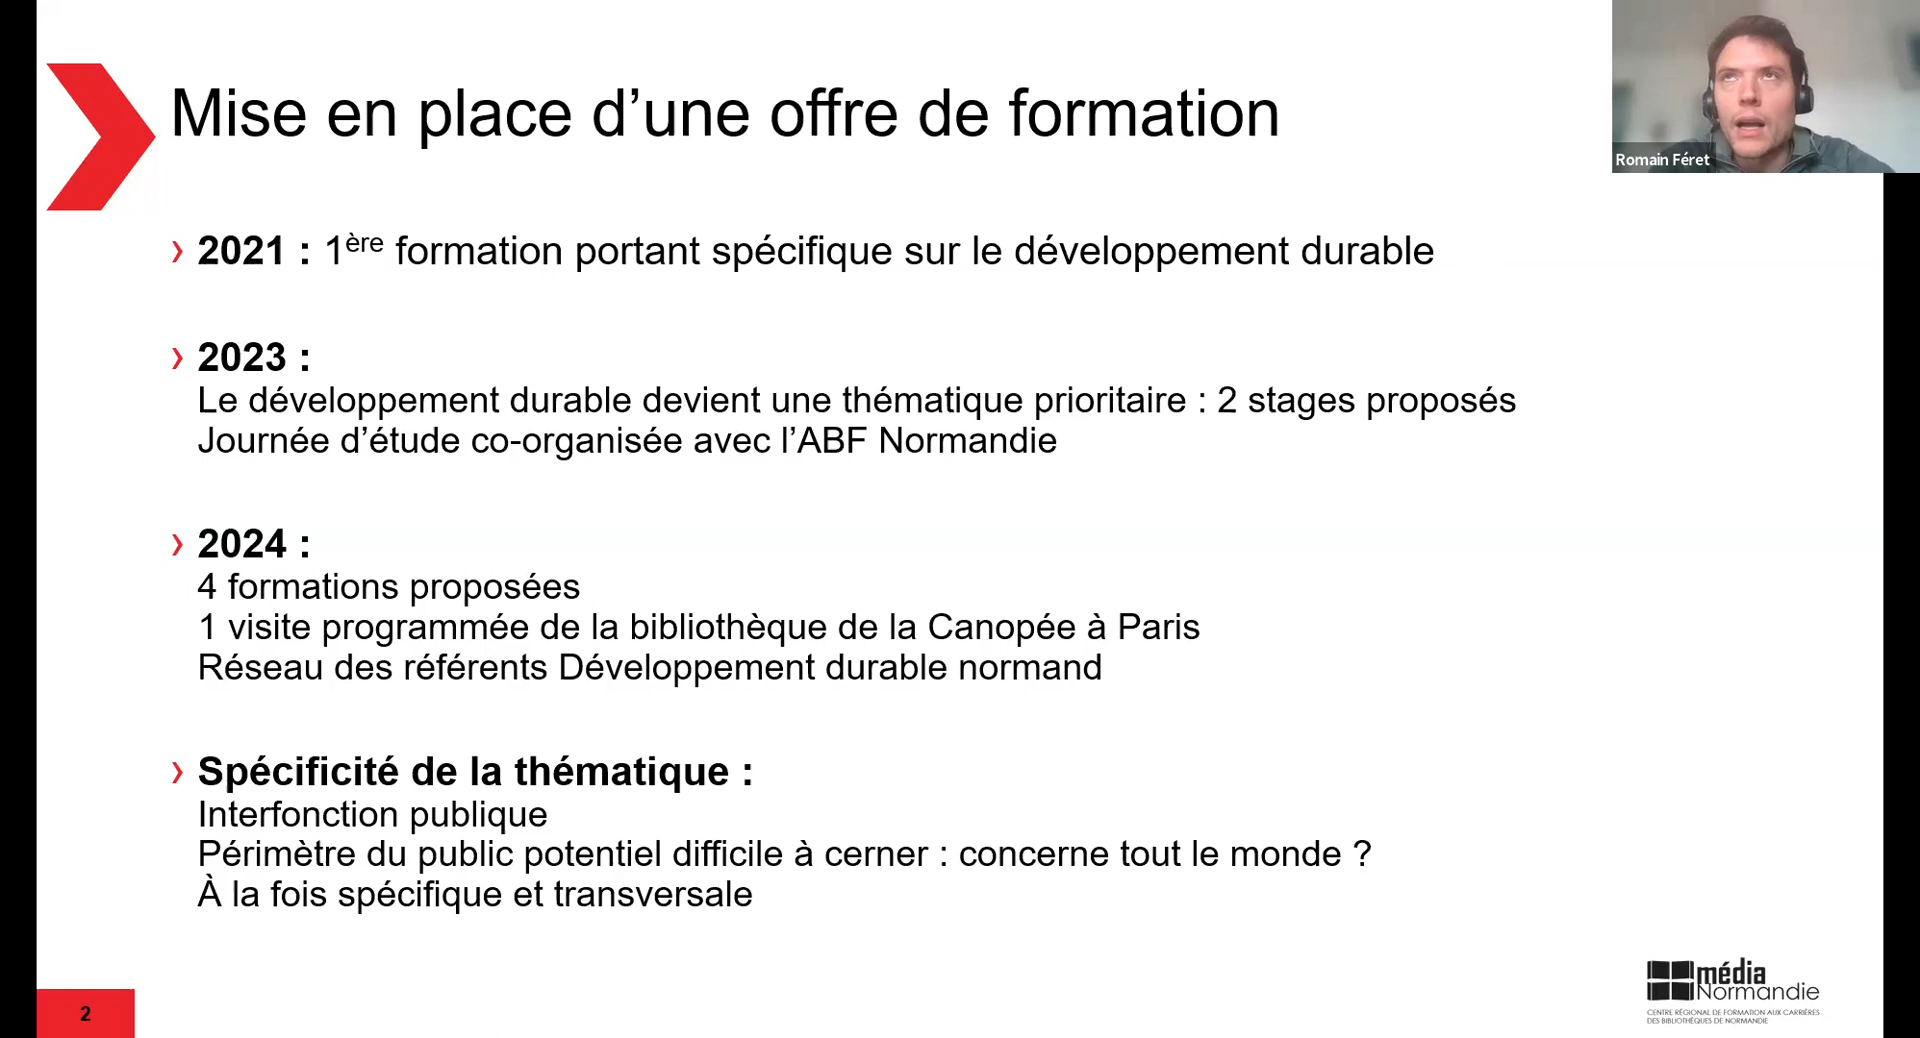 Mise en place d’une offre de formation
Romain Féret
› 2021 : 1ère formation portant spécifique sur le développement durable
› 2023 :
Le développement durable devient une thématique prioritaire : 2 stages proposés
Journée d’étude co-organisée avec l’ABF Normandie
› 2024 :
4 formations proposées
1 visite programmée de la bibliothèque de la Canopée à Paris
Réseau des référents Développement durable normand
› Spécificité de la thématique :
Interfonction publique
Périmètre du public potentiel difficile à cerner : concerne tout le monde ?
À la fois spécifique et transversale
média
Normandie
CENTRE RÉGIONAL DE FORMATION AUX CARRIÈRES
DES BIBLIOTHÈQUES DE NORMANDIE
2